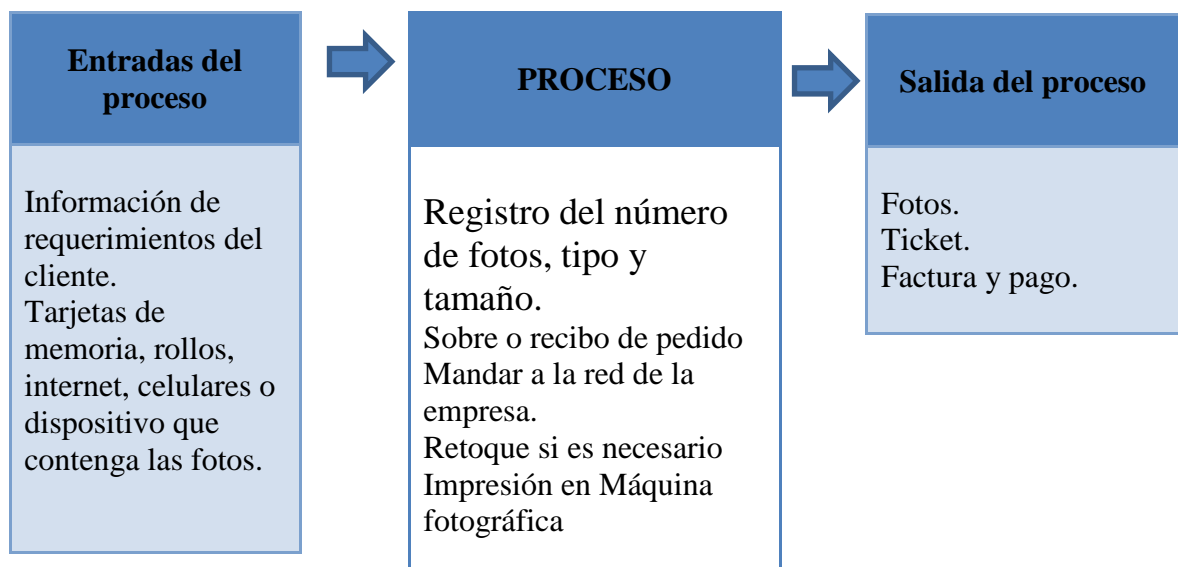 Entradas del
proceso
Información de
requerimientos del
cliente.
Tarjetas de
memoria, rollos,
internet, celulares o
dispositivo que
contenga las fotos.
PROCESO
Registro del número
de fotos, tipo y
tamaño.
Sobre o recibo de pedido
Mandar a la red de la
empresa.
Retoque si es necesario
Impresión en Máquina
fotográfica
Salida del proceso
Fotos.
Ticket.
Factura y pago.